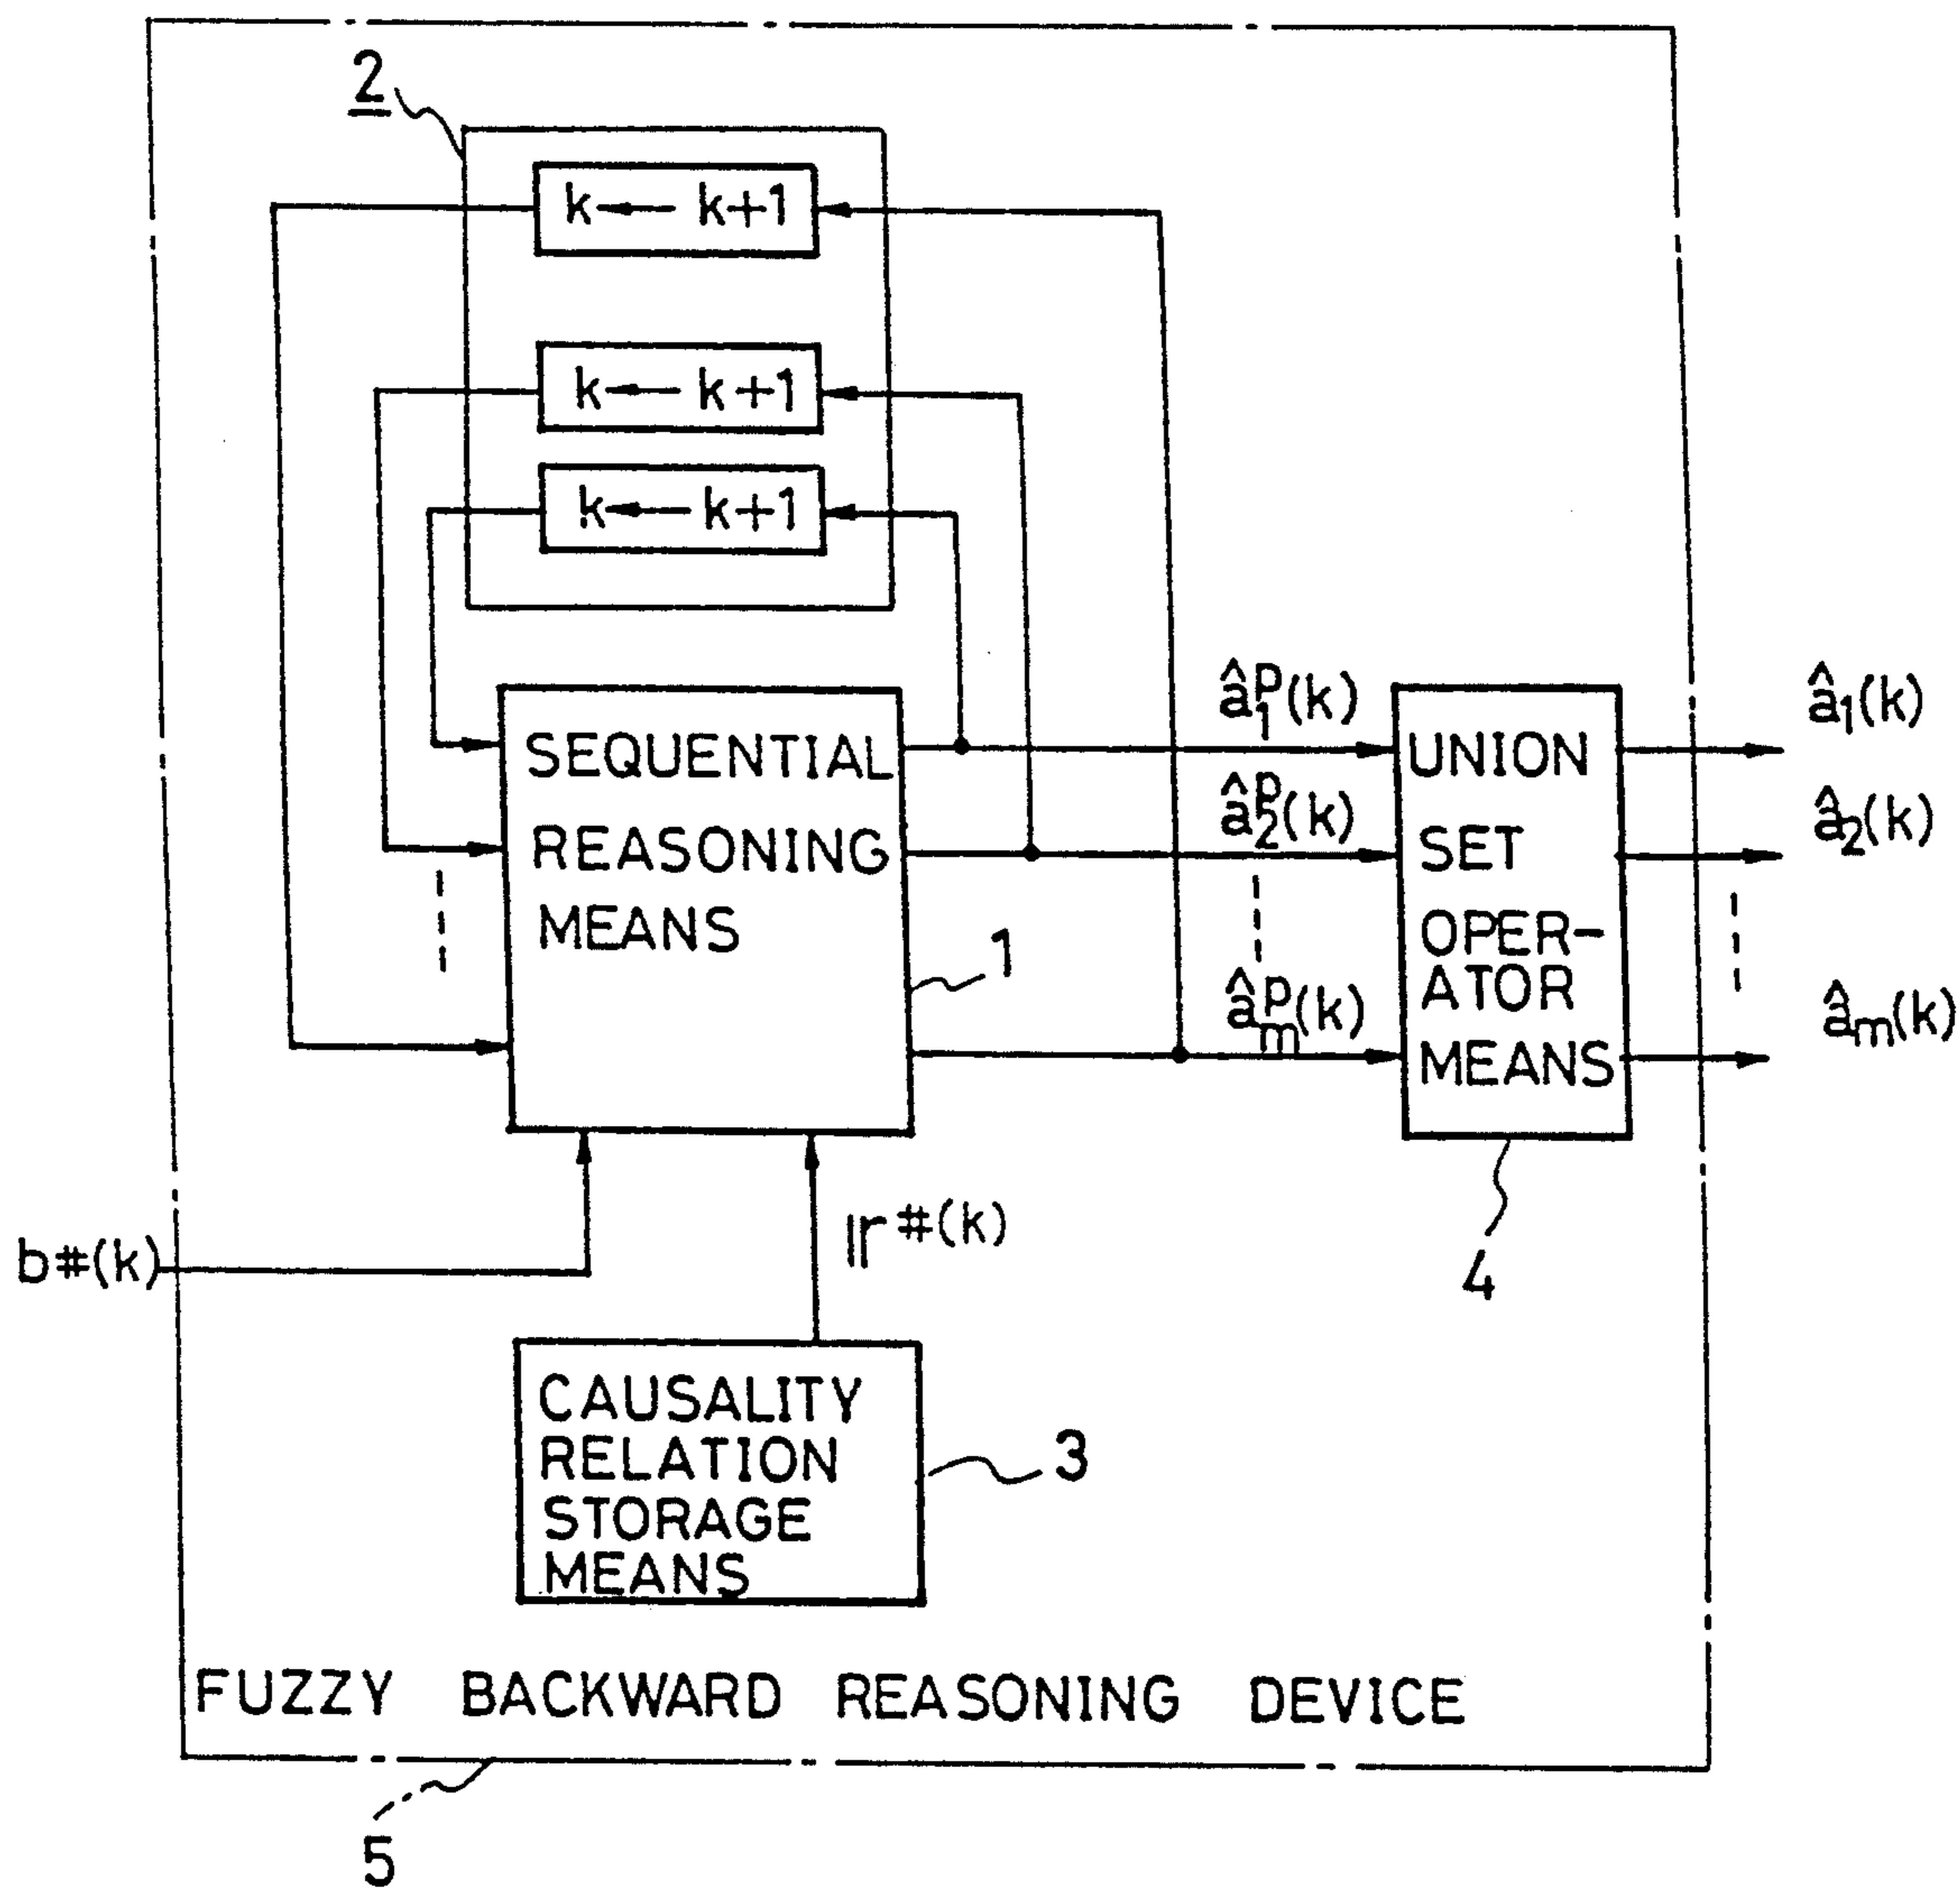 2
k ← k+1
k ← k+1
k ← k+1
SEQUENTIAL
REASONING
MEANS
1
â₁ᵖ(k)
â₂ᵖ(k)
âₘᵖ(k)
UNION
SET
OPER-
ATOR
MEANS
4
â₁(k)
â₂(k)
âₘ(k)
b#(k)
𝕣#(k)
CAUSALITY
RELATION
STORAGE
MEANS
3
FUZZY BACKWARD REASONING DEVICE
5